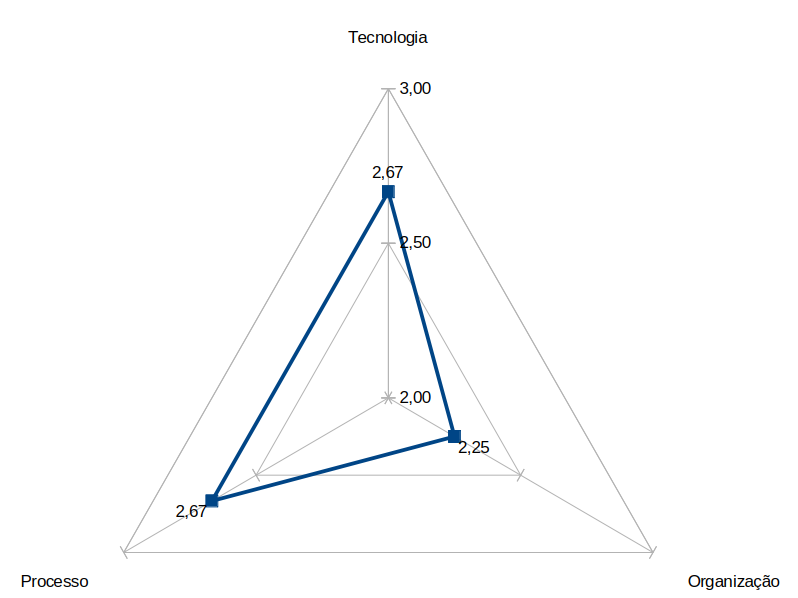 Tecnologia
3,00
2,67
2,50
2,00
2,25
2,67
Processo
Organização